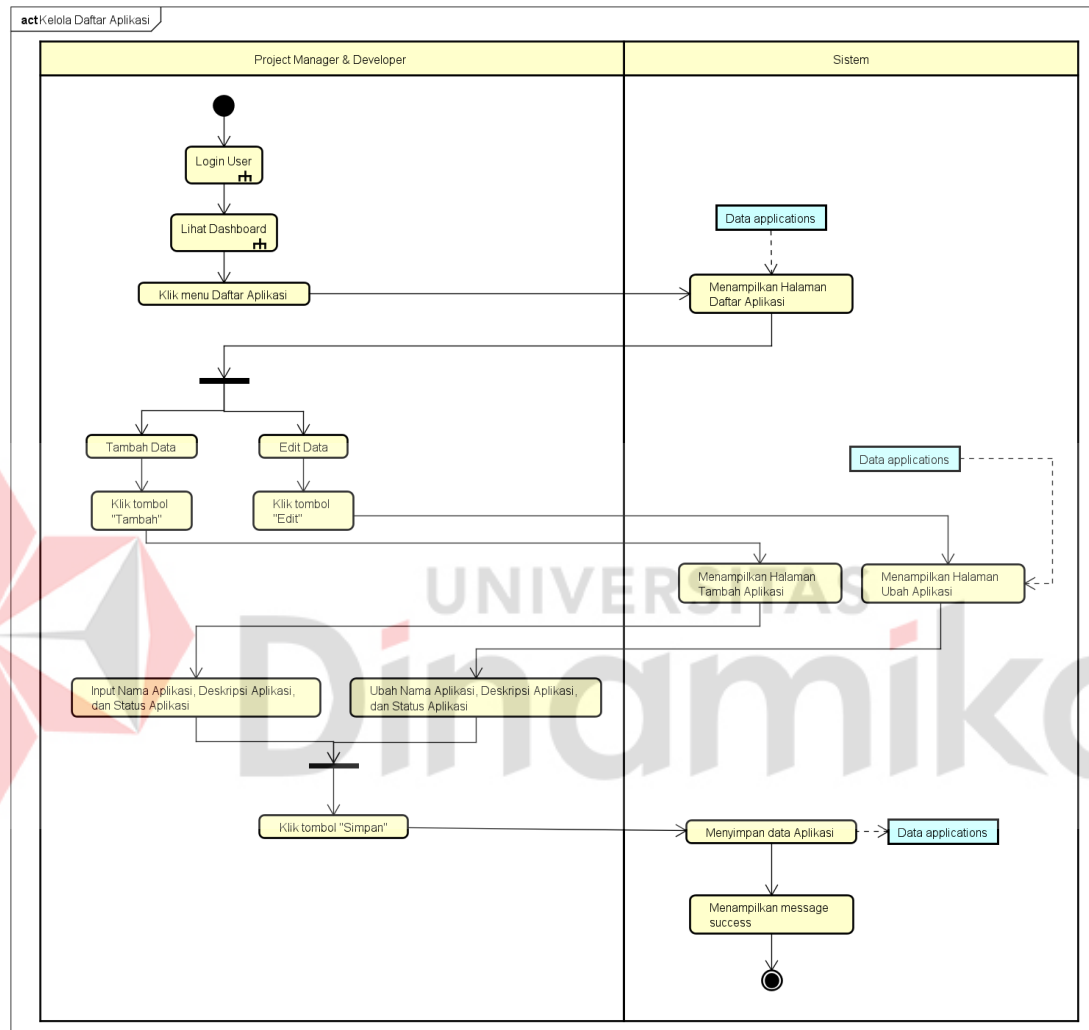 act Kelola Daftar Aplikasi
Project Manager & Developer
Sistem
Login User
Lihat Dashboard
Data applications
Klik menu Daftar Aplikasi
Menampilkan Halaman
Daftar Aplikasi
Tambah Data
Edit Data
Data applications
Klik tombol
"Tambah"
Klik tombol
"Edit"
Menampilkan Halaman
Tambah Aplikasi
Menampilkan Halaman
Ubah Aplikasi
UNIVERSITAS
Dinamika
Input Nama Aplikasi, Deskripsi Aplikasi,
dan Status Aplikasi
Ubah Nama Aplikasi, Deskripsi Aplikasi,
dan Status Aplikasi
Klik tombol "Simpan"
Menyimpan data Aplikasi
Data applications
Menampilkan message
success